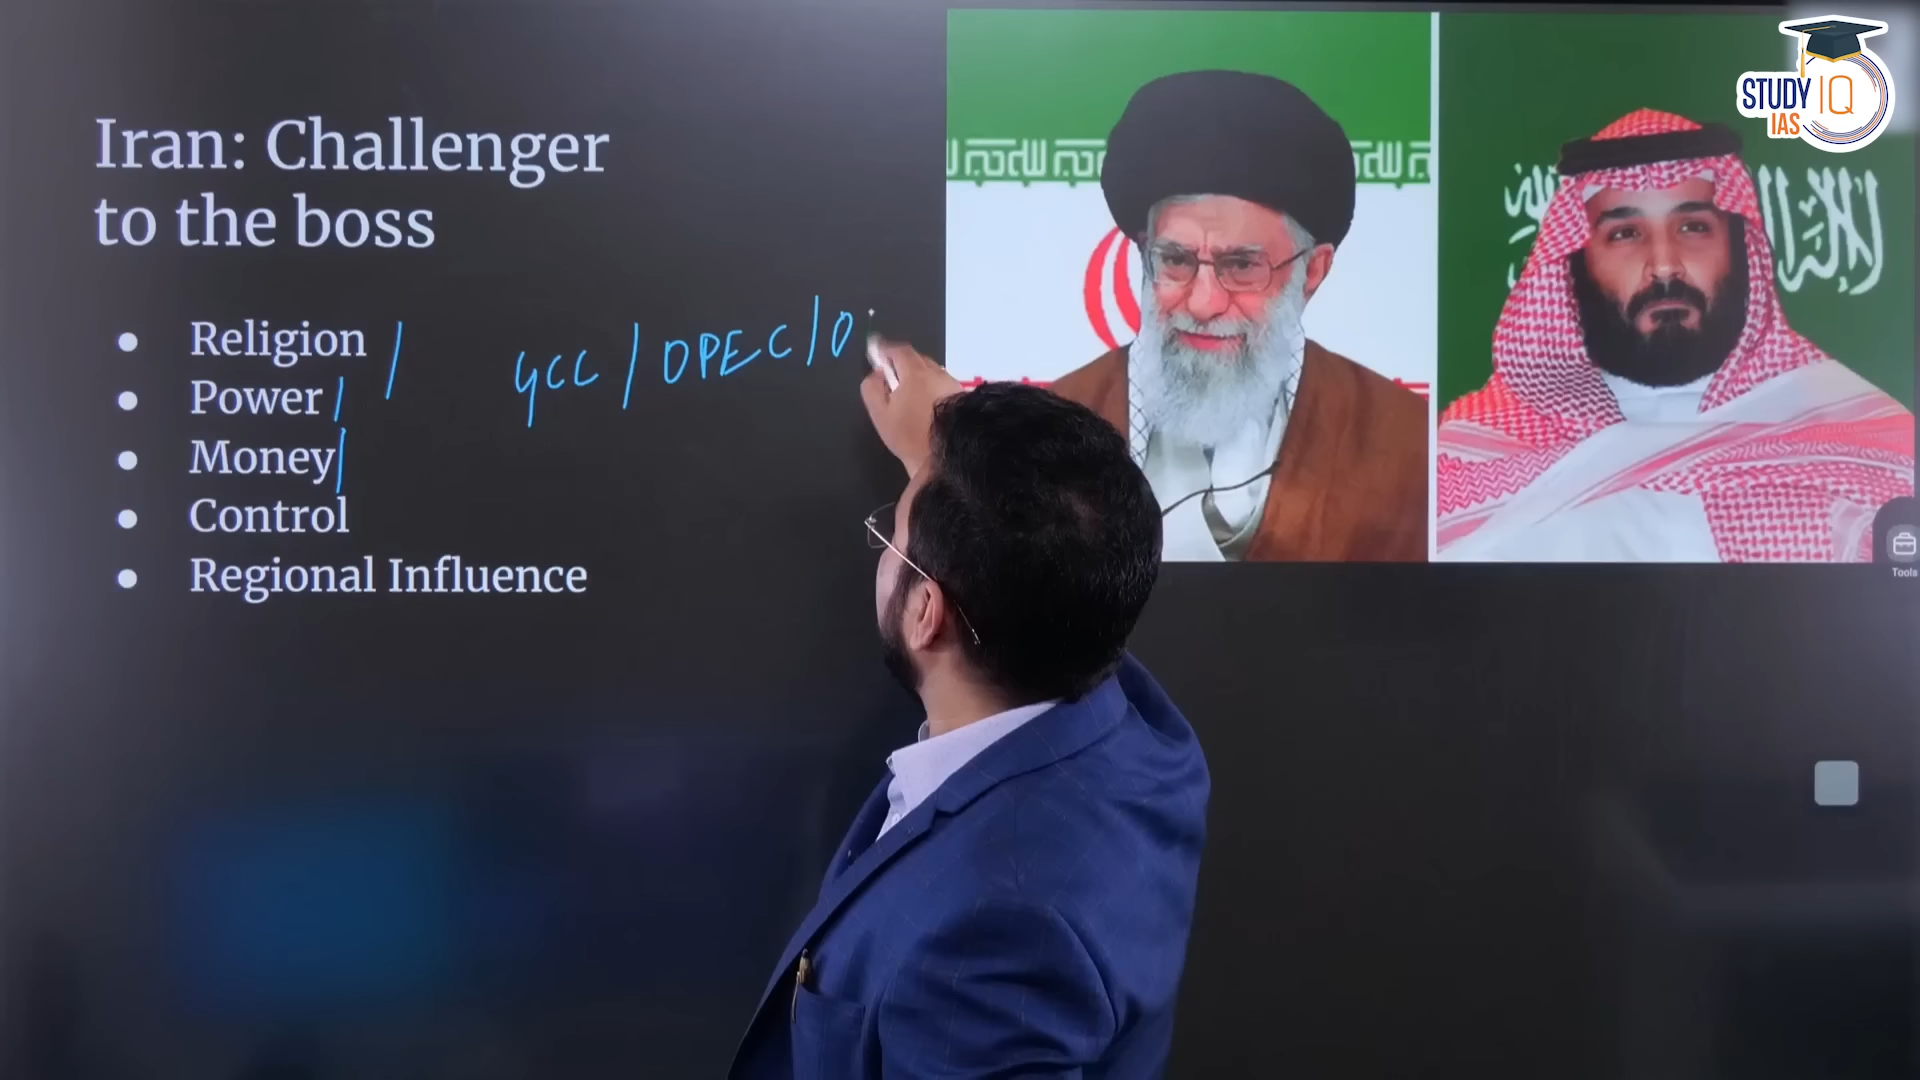 Iran: Challenger
to the boss
Religion
Power
Money
Control
Regional Influence
GCC / OPEC / O
STUDY IQ
IAS
Tools